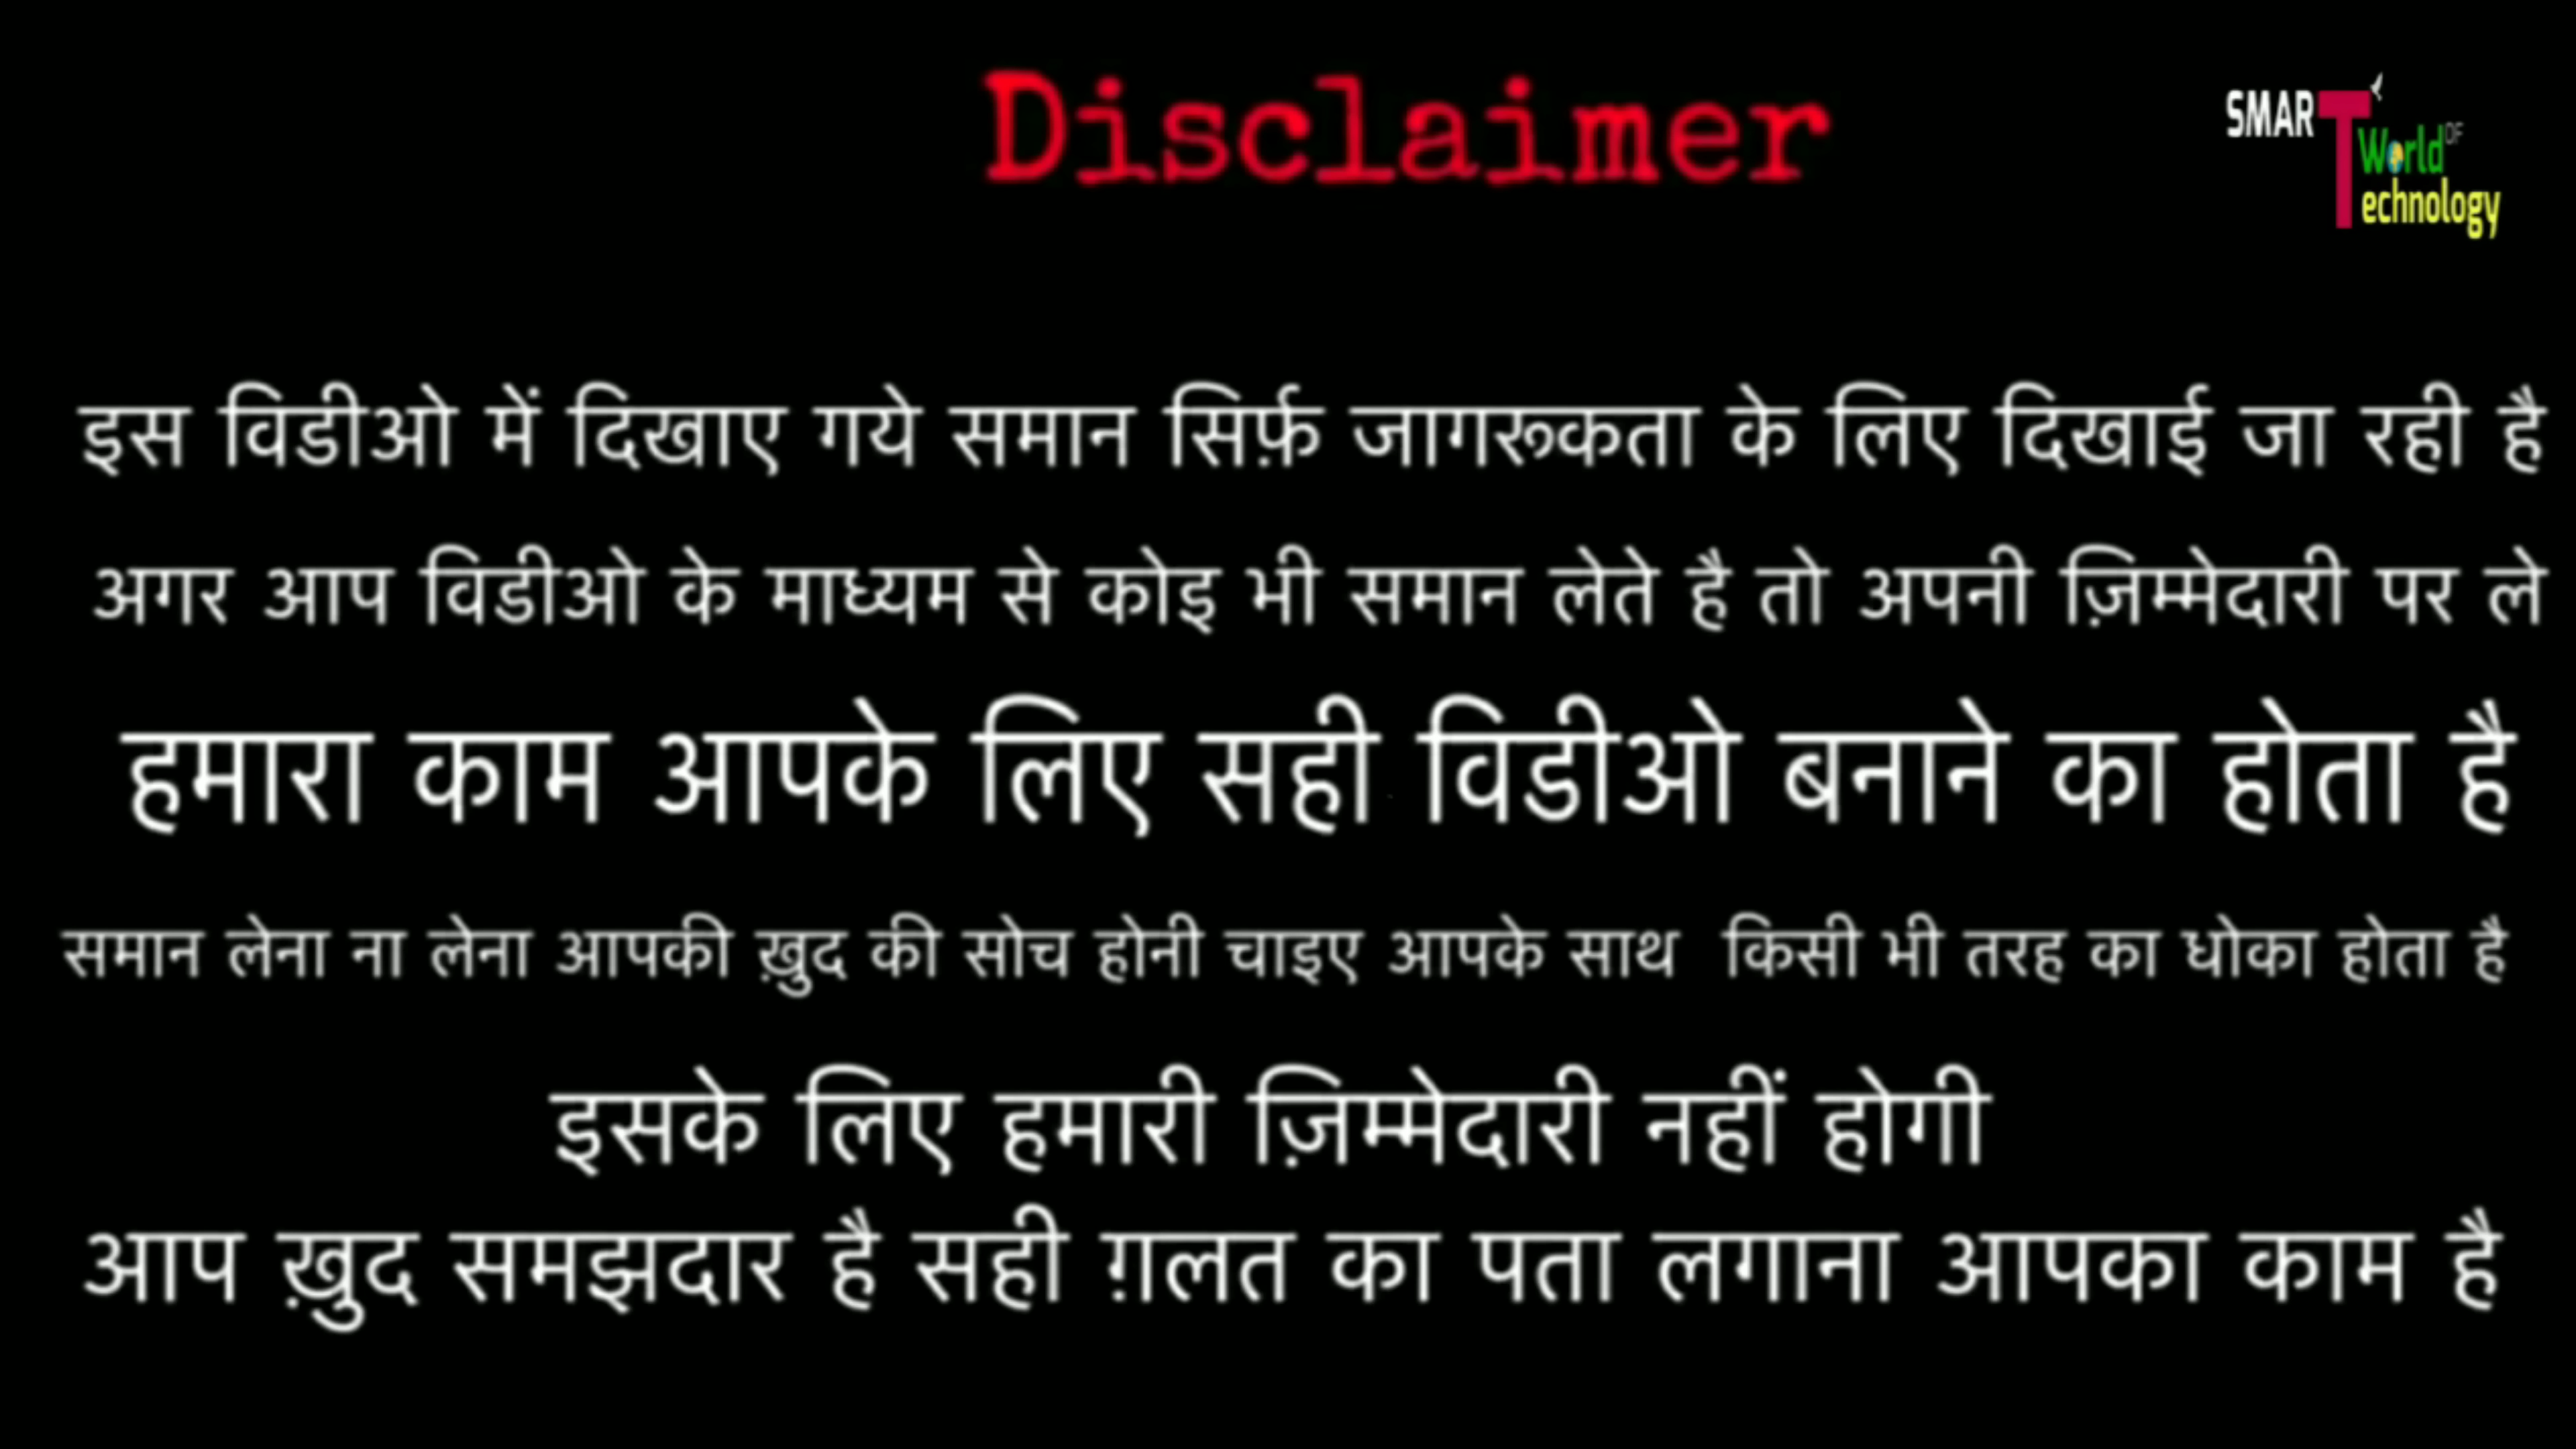 Disclaimer
SMART
World OF
Technology
इस विडीओ में दिखाए गये समान सिर्फ़ जागरूकता के लिए दिखाई जा रही है
अगर आप विडीओ के माध्यम से कोइ भी समान लेते है तो अपनी ज़िम्मेदारी पर ले
हमारा काम आपके लिए सही विडीओ बनाने का होता है
समान लेना ना लेना आपकी ख़ुद की सोच होनी चाइए आपके साथ किसी भी तरह का धोका होता है
इसके लिए हमारी ज़िम्मेदारी नहीं होगी
आप ख़ुद समझदार है सही ग़लत का पता लगाना आपका काम है